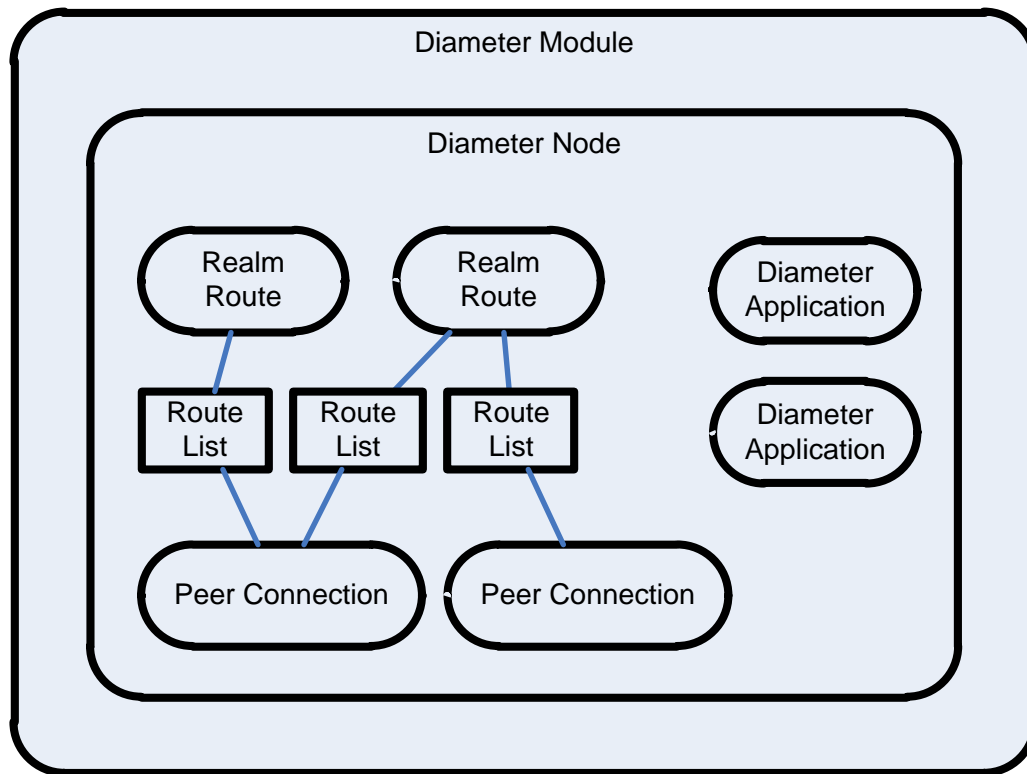 Diameter Module
Diameter Node
Realm
Route
Realm
Route
Diameter
Application
Route
List
Route
List
Route
List
Diameter
Application
Peer Connection
Peer Connection